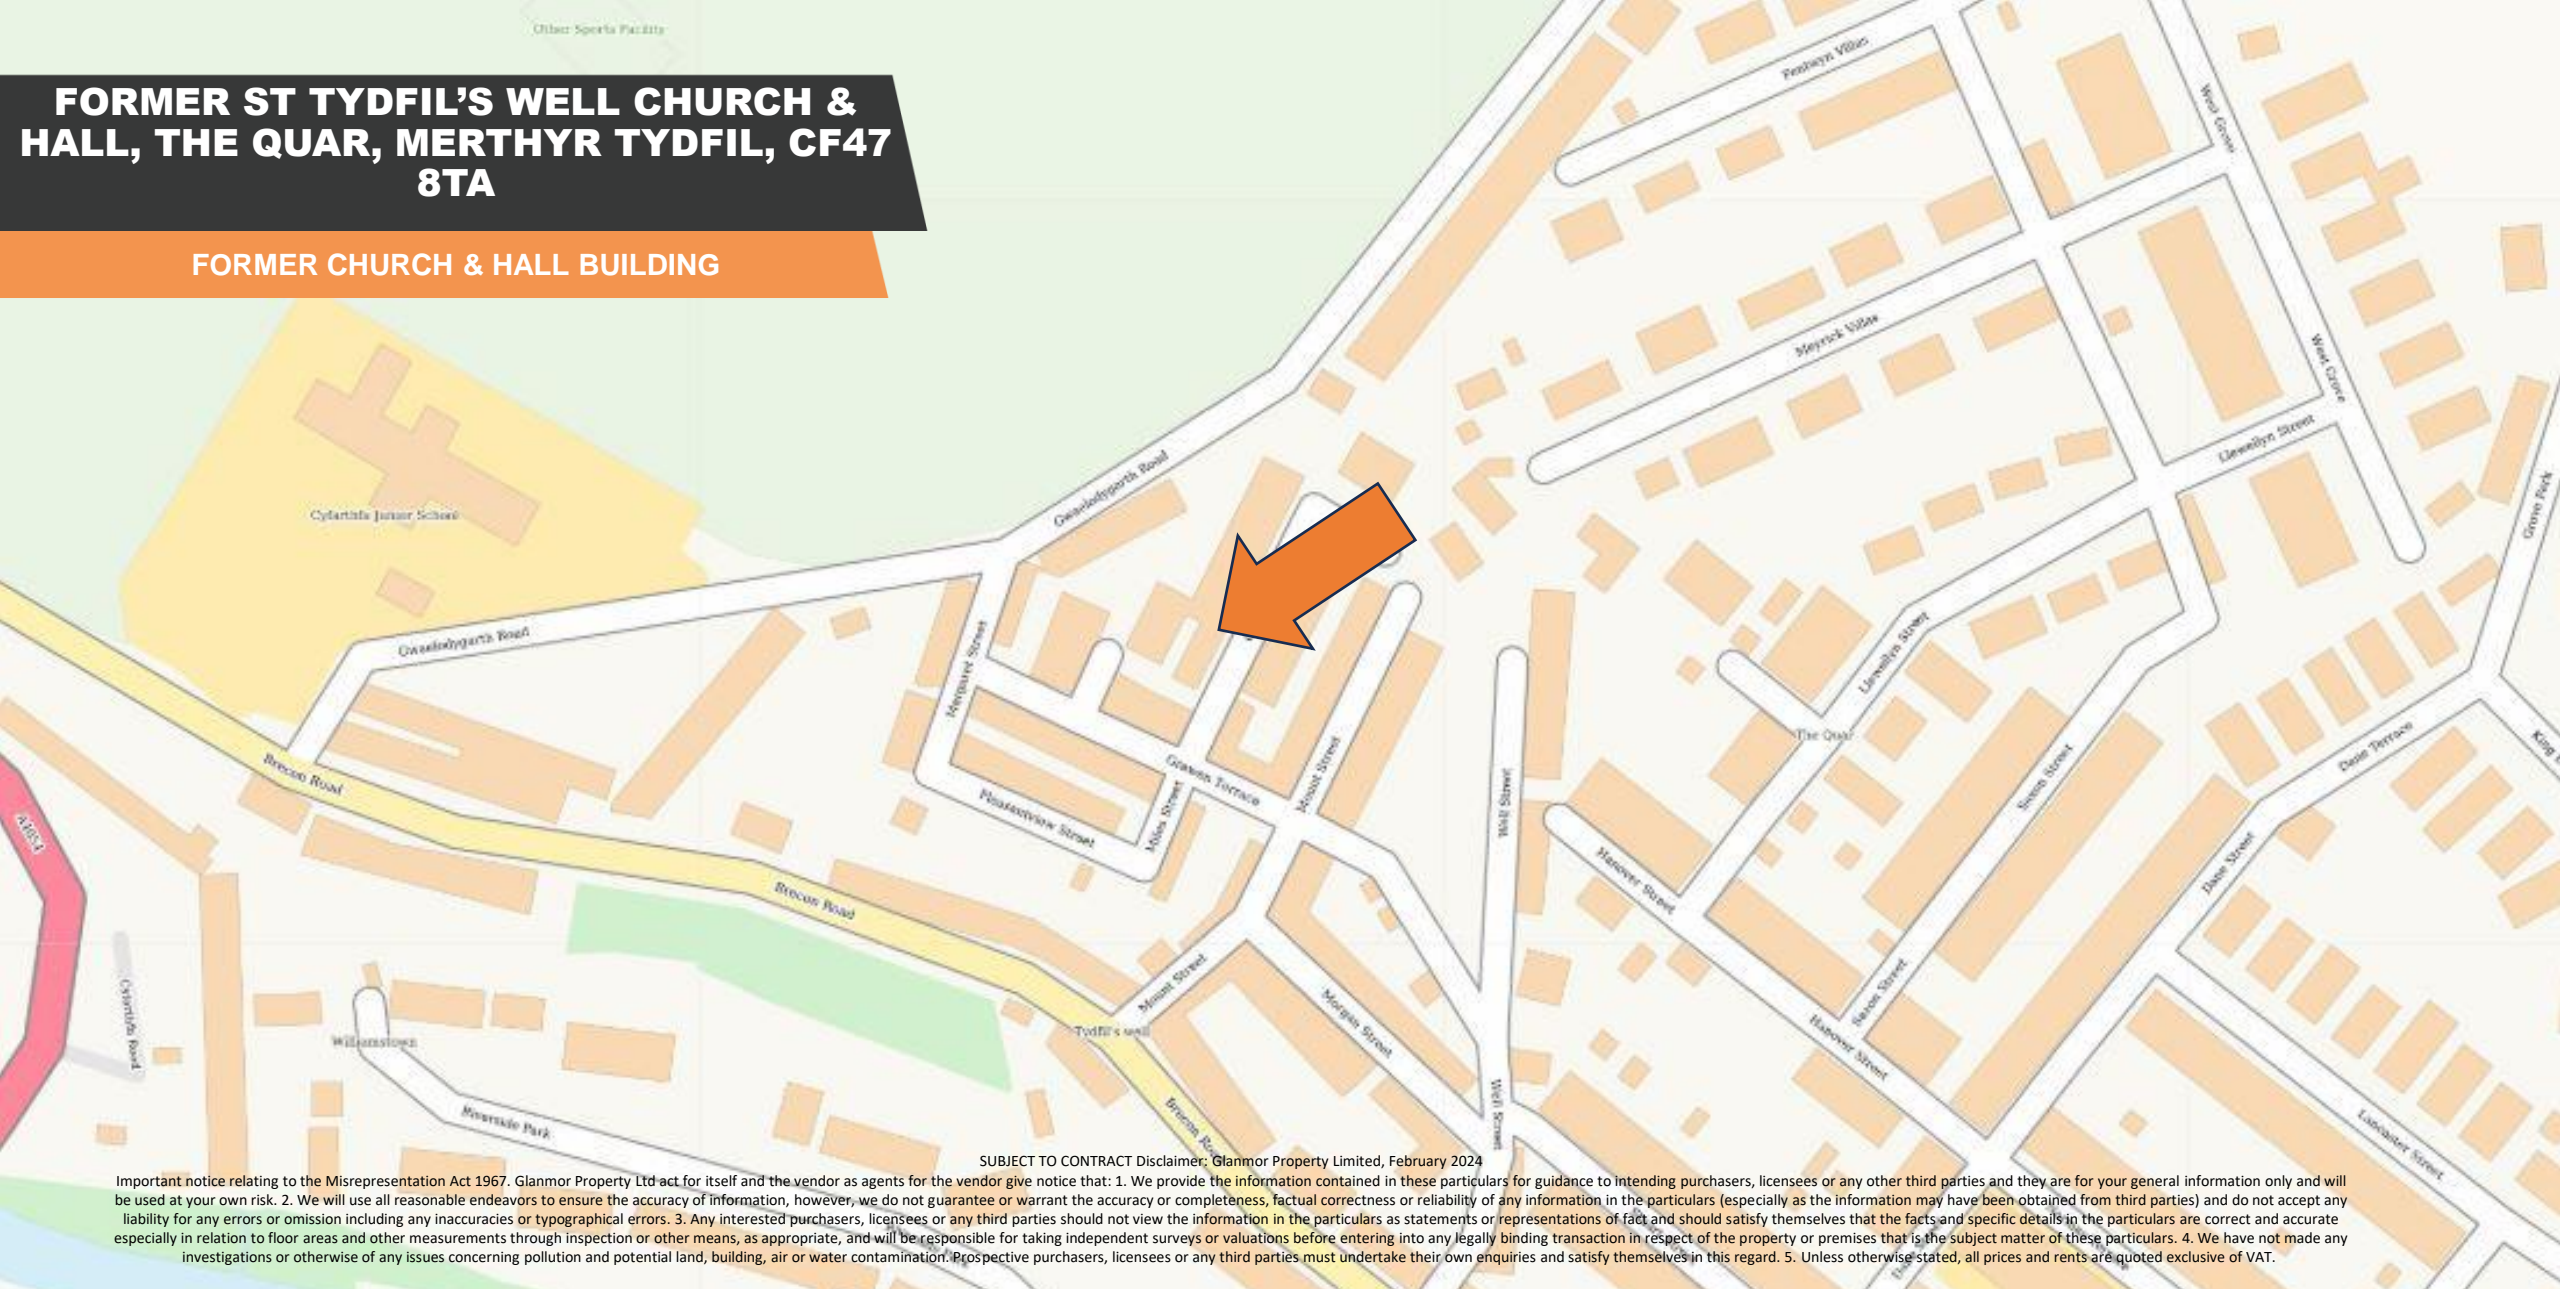 Other Sports Facility
FORMER ST TYDFIL’S WELL CHURCH &
HALL, THE QUAR, MERTHYR TYDFIL, CF47
8TA
FORMER CHURCH & HALL BUILDING
Penbryn Villas
West Grove
Meyrick Villas
West Grove
Llewellyn Street
Grove Park
Gwaelodygarth Road
Cyfarthfa Junior School
Gwaelodygarth Road
Margaret Street
Llewellyn Street
The Quar
Dane Terrace
King
Brecon Road
Grawen Terrace
Mount Street
Well Street
Swan Street
Pleasantview Street
Miles Street
A4054
Hanover Street
Dane Street
Brecon Road
Cyfarthfa Road
Mount Street
Morgan Street
Tydfil's well
Williamstown
Hanover Street
Swan Street
Riverside Park
Brecon Road
Well Street
Lancaster Street
SUBJECT TO CONTRACT Disclaimer: Glanmor Property Limited, February 2024
Important notice relating to the Misrepresentation Act 1967. Glanmor Property Ltd act for itself and the vendor as agents for the vendor give notice that: 1. We provide the information contained in these particulars for guidance to intending purchasers, licensees or any other third parties and they are for your general information only and will
be used at your own risk. 2. We will use all reasonable endeavors to ensure the accuracy of information, however, we do not guarantee or warrant the accuracy or completeness, factual correctness or reliability of any information in the particulars (especially as the information may have been obtained from third parties) and do not accept any
liability for any errors or omission including any inaccuracies or typographical errors. 3. Any interested purchasers, licensees or any third parties should not view the information in the particulars as statements or representations of fact and should satisfy themselves that the facts and specific details in the particulars are correct and accurate
especially in relation to floor areas and other measurements through inspection or other means, as appropriate, and will be responsible for taking independent surveys or valuations before entering into any legally binding transaction in respect of the property or premises that is the subject matter of these particulars. 4. We have not made any
investigations or otherwise of any issues concerning pollution and potential land, building, air or water contamination. Prospective purchasers, licensees or any third parties must undertake their own enquiries and satisfy themselves in this regard. 5. Unless otherwise stated, all prices and rents are quoted exclusive of VAT.